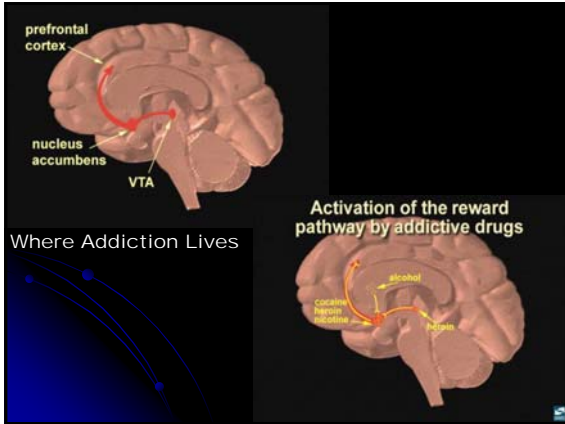 prefrontal
cortex
nucleus
accumbens
VTA
Where Addiction Lives
Activation of the reward
pathway by addictive drugs
alcohol
cocaine
heroin
nicotine
heroin